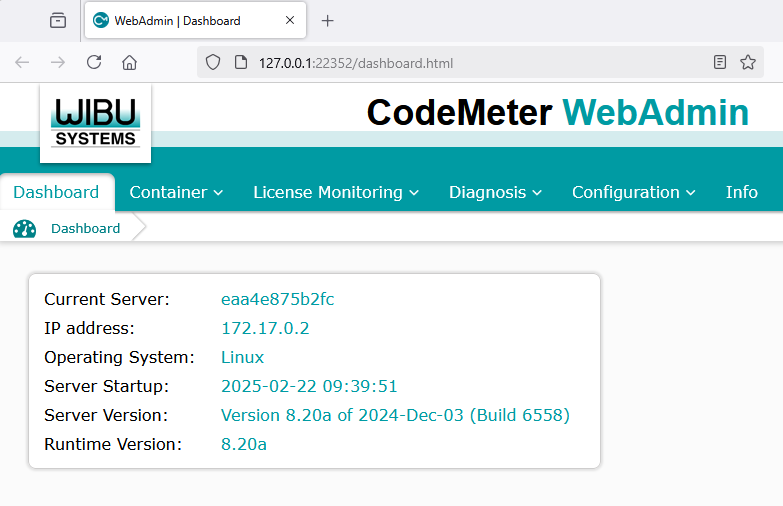 WebAdmin | Dashboard
127.0.0.1:22352/dashboard.html
WIBU
SYSTEMS
CodeMeter WebAdmin
Dashboard Container License Monitoring Diagnosis Configuration Info
Dashboard
Current Server: eaa4e875b2fc
IP address: 172.17.0.2
Operating System: Linux
Server Startup: 2025-02-22 09:39:51
Server Version: Version 8.20a of 2024-Dec-03 (Build 6558)
Runtime Version: 8.20a